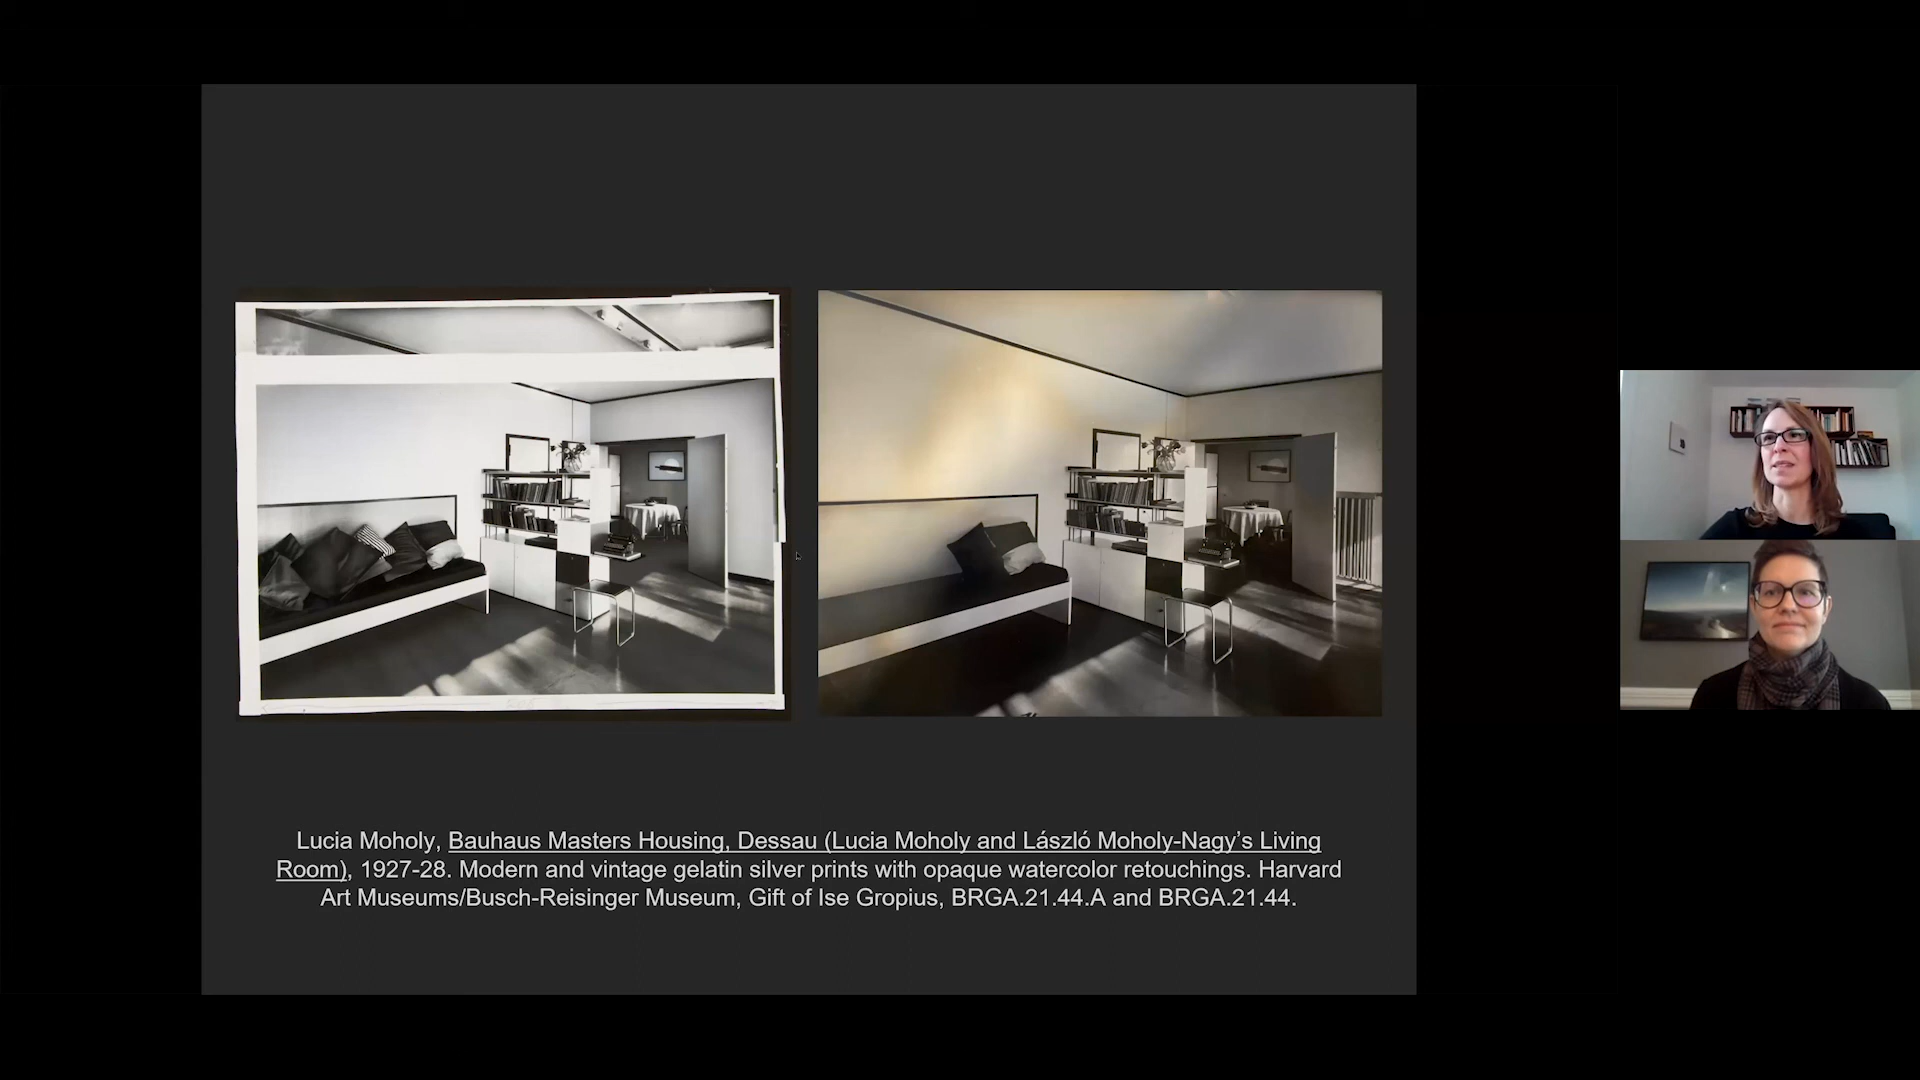 Lucia Moholy, Bauhaus Masters Housing, Dessau (Lucia Moholy and László Moholy-Nagy’s Living
Room), 1927-28. Modern and vintage gelatin silver prints with opaque watercolor retouchings. Harvard
Art Museums/Busch-Reisinger Museum, Gift of Ise Gropius, BRGA.21.44.A and BRGA.21.44.